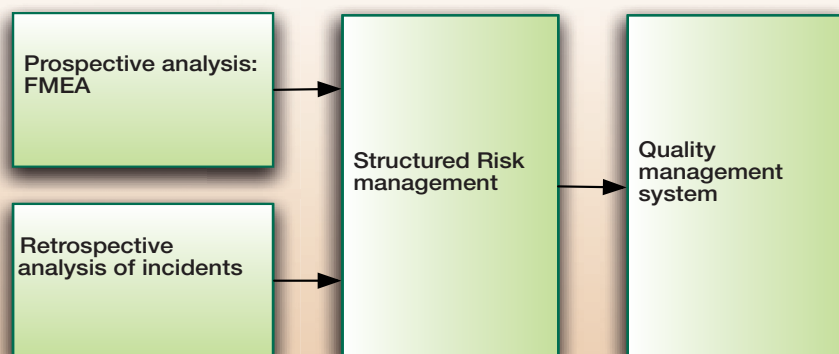 Prospective analysis:
FMEA
Retrospective
analysis of incidents
Structured Risk
management
Quality
management
system